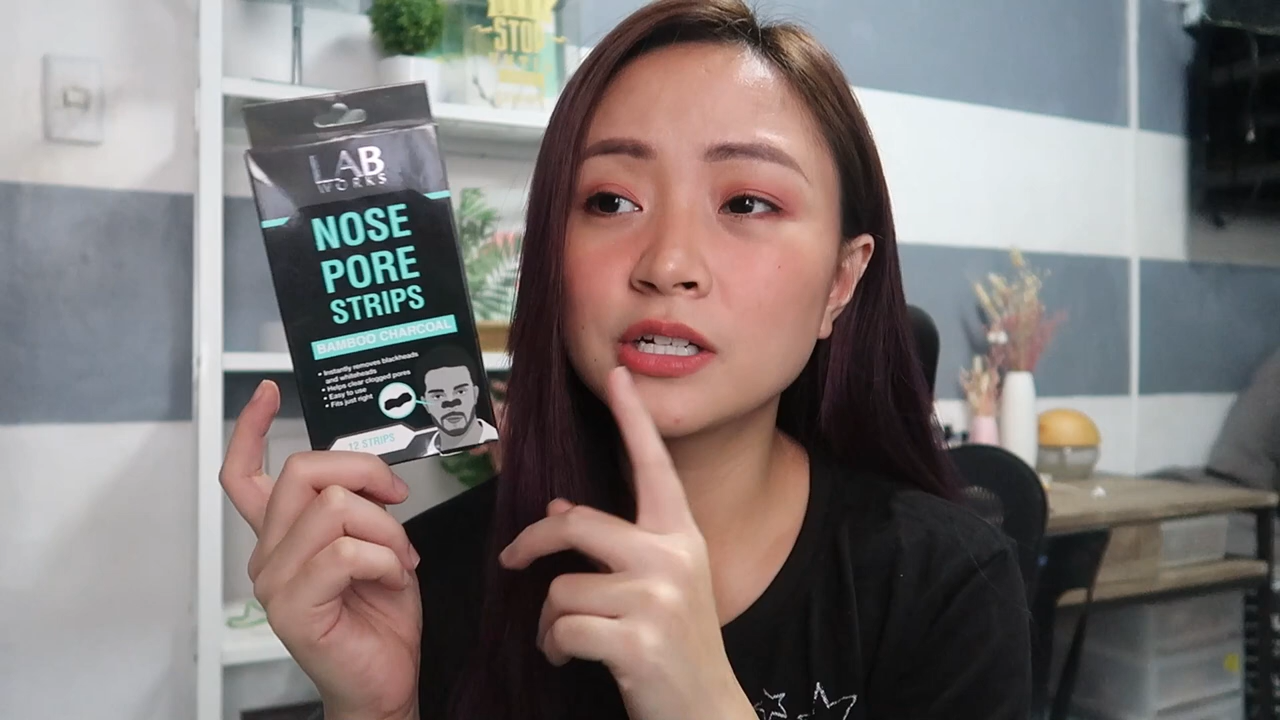 STOP
LAB
WORKS
NOSE
PORE
STRIPS
BAMBOO CHARCOAL
• Instantly removes blackheads
and whiteheads
• Helps clear clogged pores
• Easy to use
• Fits just right
12 STRIPS